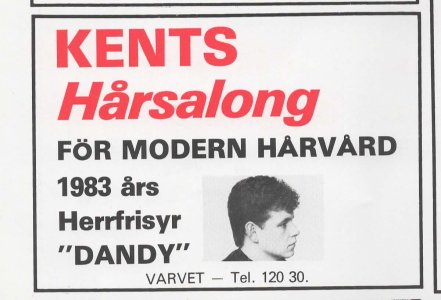 KENTS
Hårsalong
FÖR MODERN HÅRVÅRD
1983 års
Herrfrisyr
"DANDY"
VARVET — Tel. 120 30.